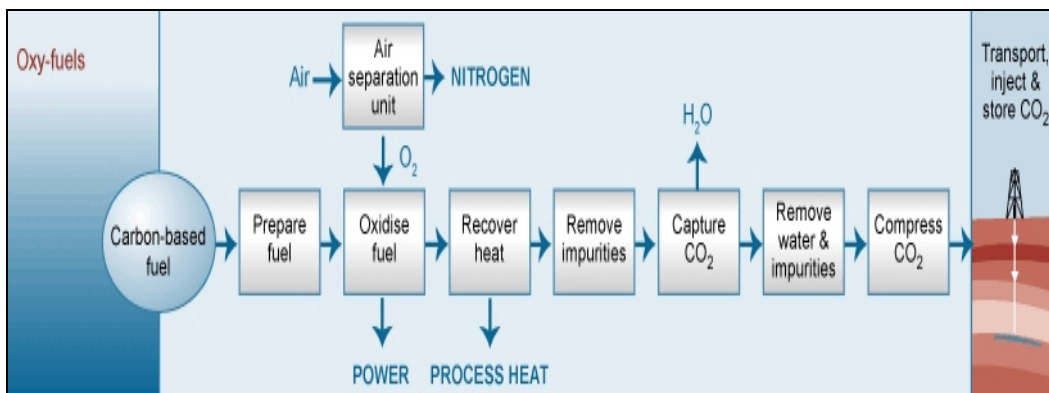 Oxy-fuels
Air
Air
separation
unit
NITROGEN
O₂
H₂O
Transport,
inject &
store CO₂
Carbon-based
fuel
Prepare
fuel
Oxidise
fuel
Recover
heat
Remove
impurities
Capture
CO₂
Remove
water &
impurities
Compress
CO₂
POWER
PROCESS HEAT